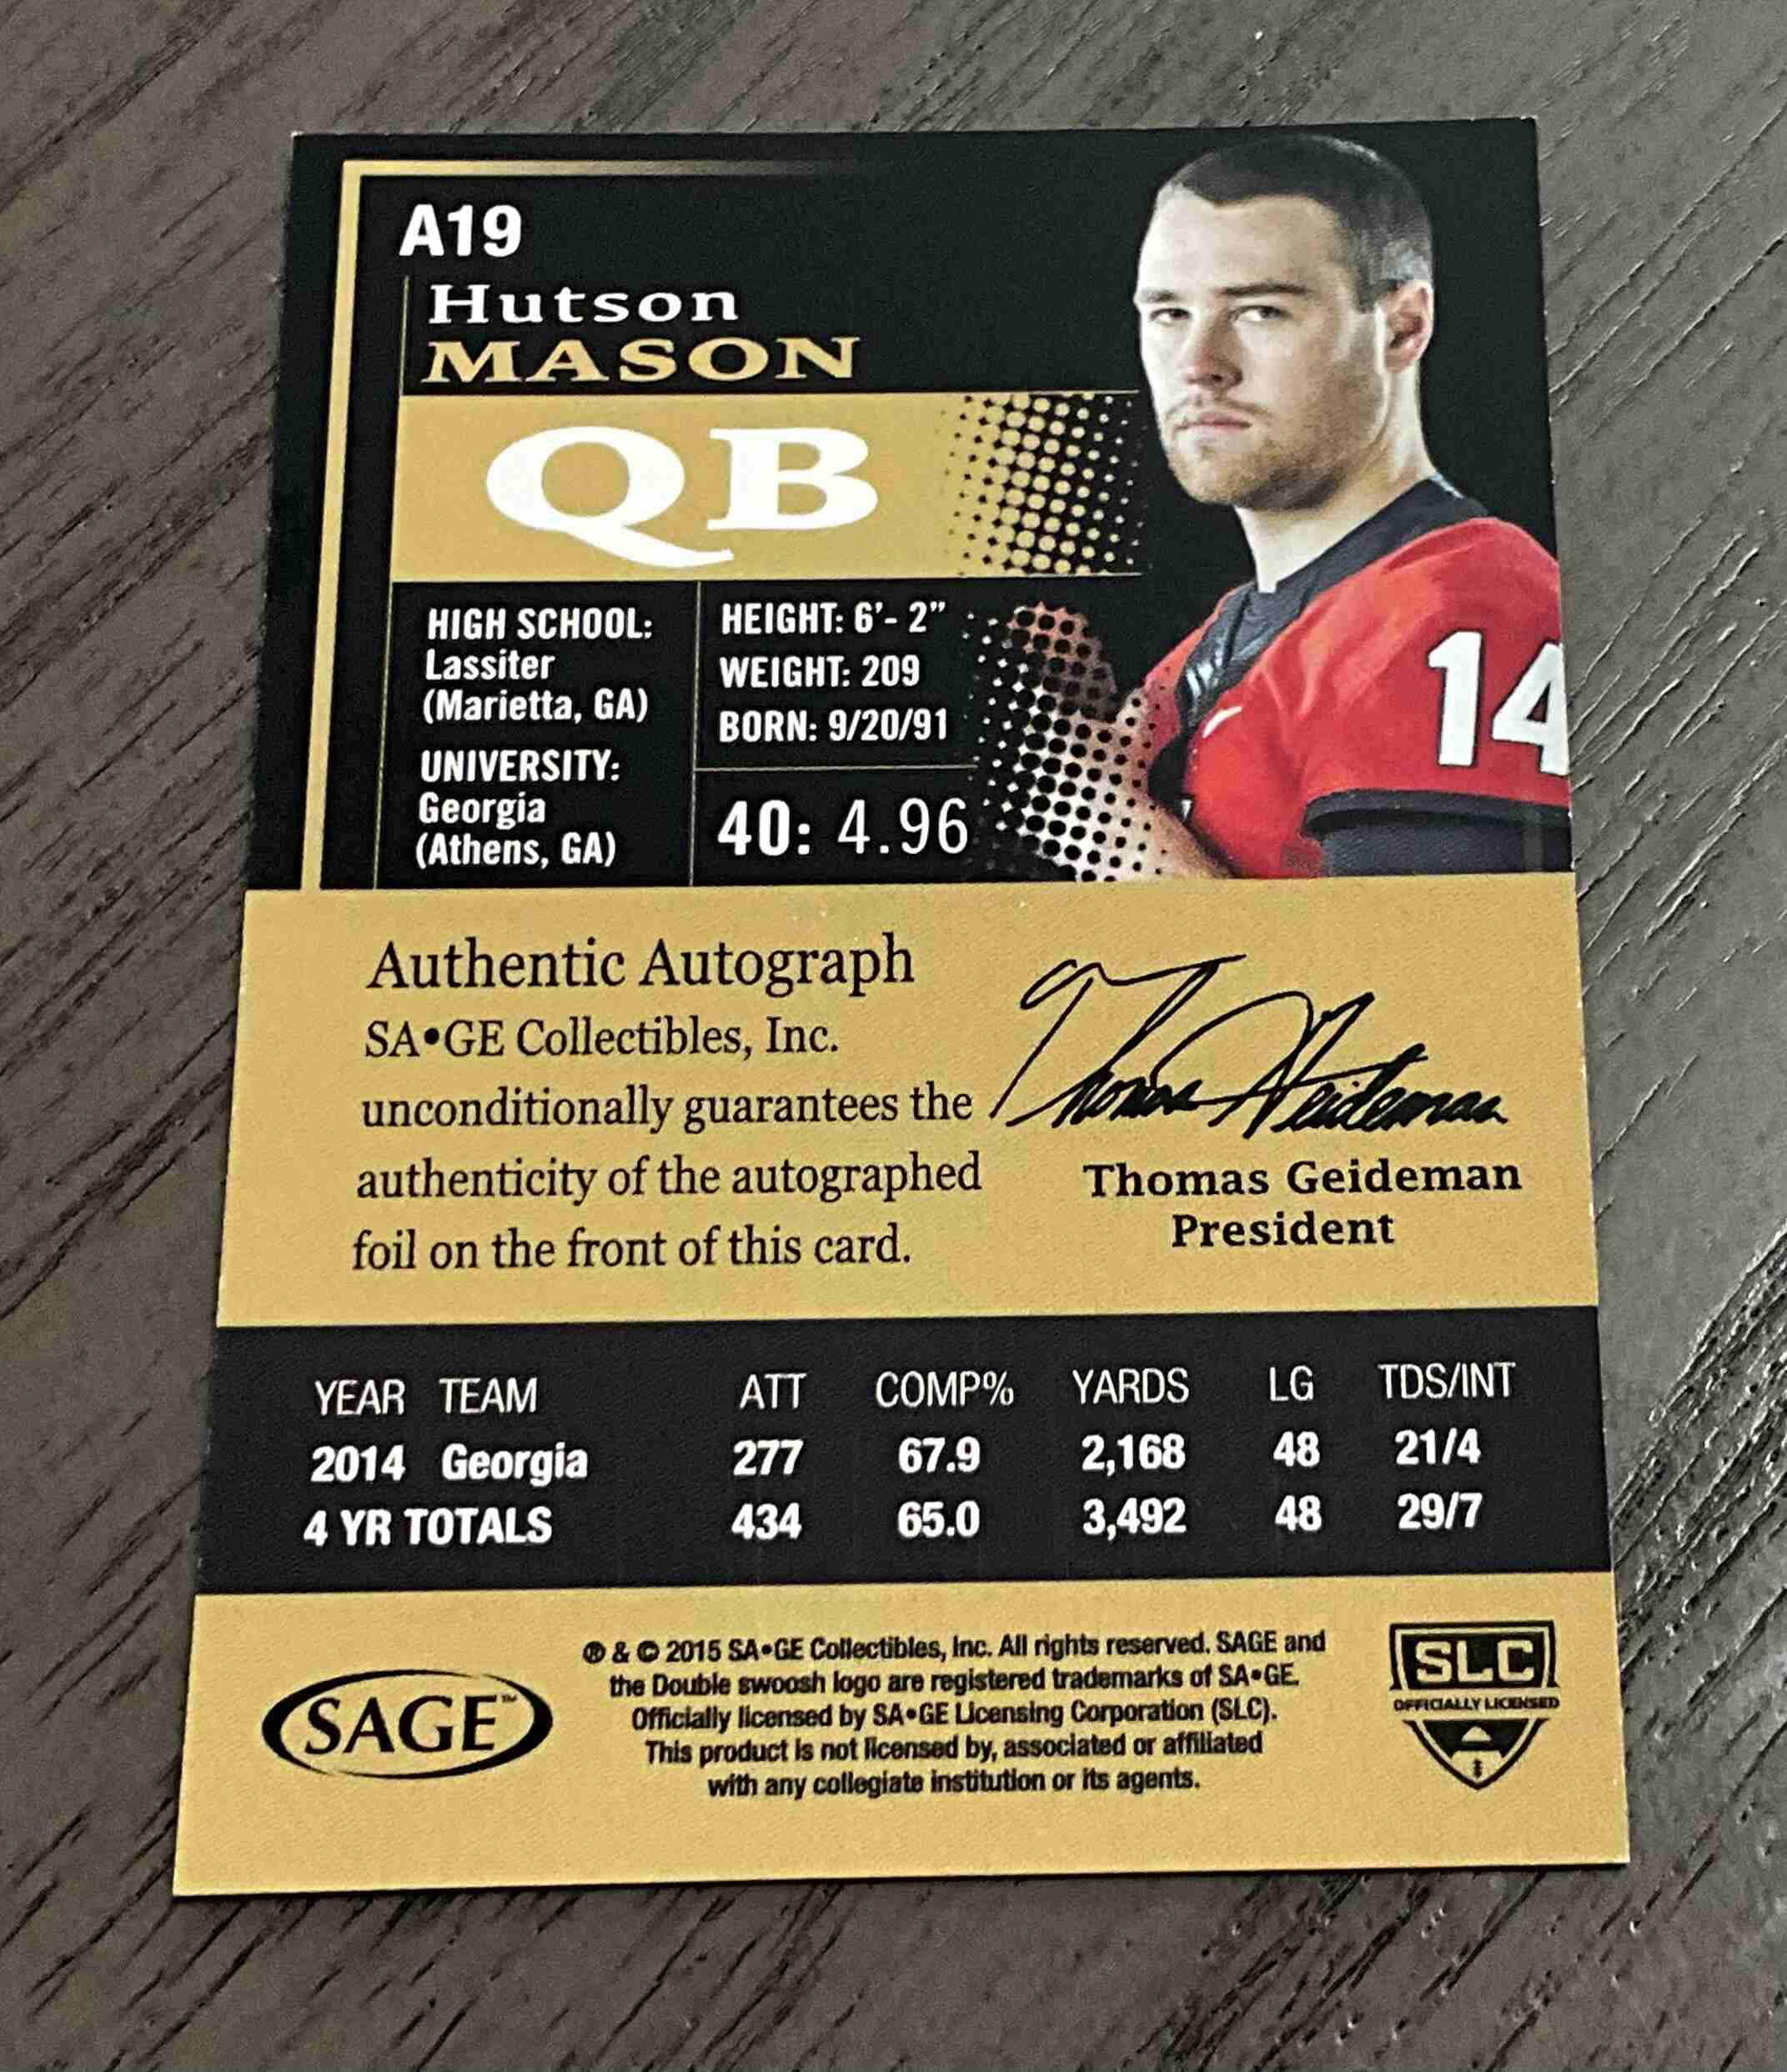 A19
Hutson
MASON
QB
HIGH SCHOOL:
Lassiter
(Marietta, GA)
UNIVERSITY:
Georgia
(Athens, GA)
HEIGHT: 6’- 2”
WEIGHT: 209
BORN: 9/20/91
40: 4.96
14
Authentic Autograph
SA•GE Collectibles, Inc.
unconditionally guarantees the
authenticity of the autographed
foil on the front of this card.
Thomas Geideman
Thomas Geideman
President
YEAR TEAM ATT COMP% YARDS LG TDS/INT
2014 Georgia 277 67.9 2,168 48 21/4
4 YR TOTALS 434 65.0 3,492 48 29/7
SAGE™
® & © 2015 SA•GE Collectibles, Inc. All rights reserved. SAGE and
the Double swoosh logo are registered trademarks of SA•GE.
Officially licensed by SA•GE Licensing Corporation (SLC).
This product is not licensed by, associated or affiliated
with any collegiate institution or its agents.
SLC
OFFICIALLY LICENSED